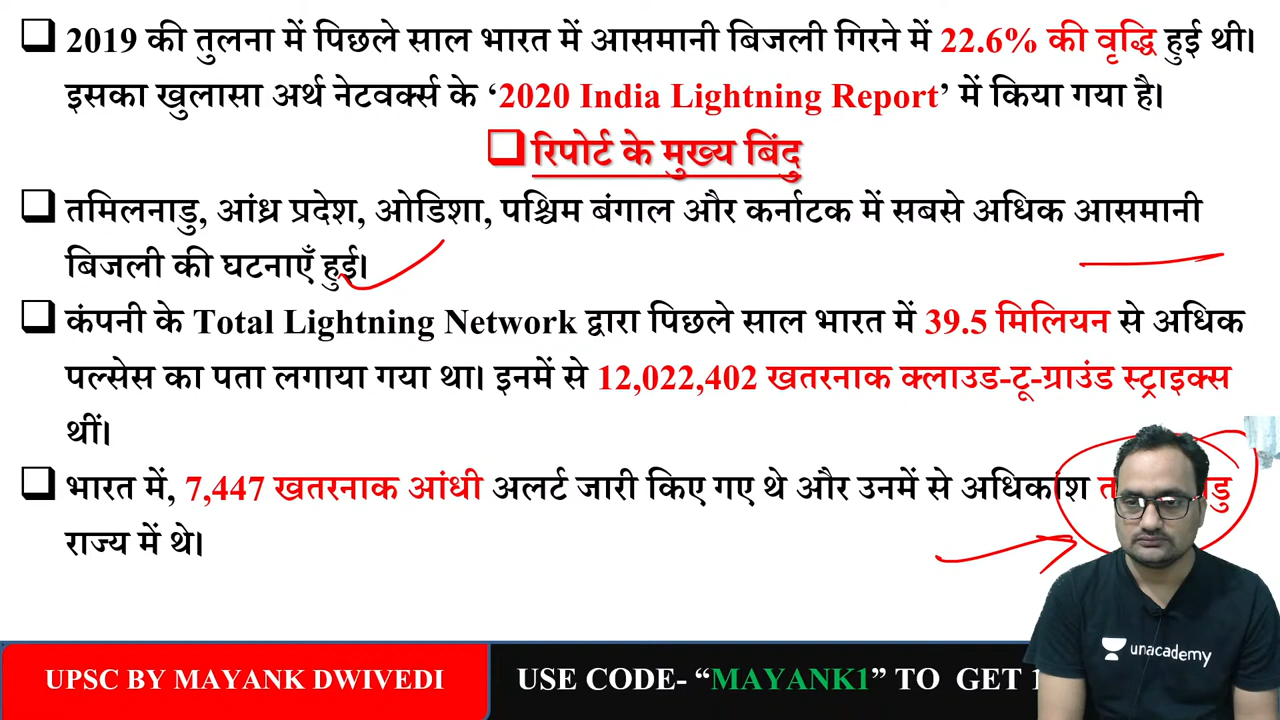 2019 की तुलना में पिछले साल भारत में आसमानी बिजली गिरने में 22.6% की वृद्धि हुई थी।
इसका खुलासा अर्थ नेटवर्क्स के ‘2020 India Lightning Report’ में किया गया है।
रिपोर्ट के मुख्य बिंदु
तमिलनाडु, आंध्र प्रदेश, ओडिशा, पश्चिम बंगाल और कर्नाटक में सबसे अधिक आसमानी
बिजली की घटनाएँ हुई।
कंपनी के Total Lightning Network द्वारा पिछले साल भारत में 39.5 मिलियन से अधिक
पल्सेस का पता लगाया गया था। इनमें से 12,022,402 खतरनाक क्लाउड-टू-ग्राउंड स्ट्राइक्स
थीं।
भारत में, 7,447 खतरनाक आंधी अलर्ट जारी किए गए थे और उनमें से अधिकांश
राज्य में थे।
unacademy
UPSC BY MAYANK DWIVEDI
USE CODE- “MAYANK1” TO GET